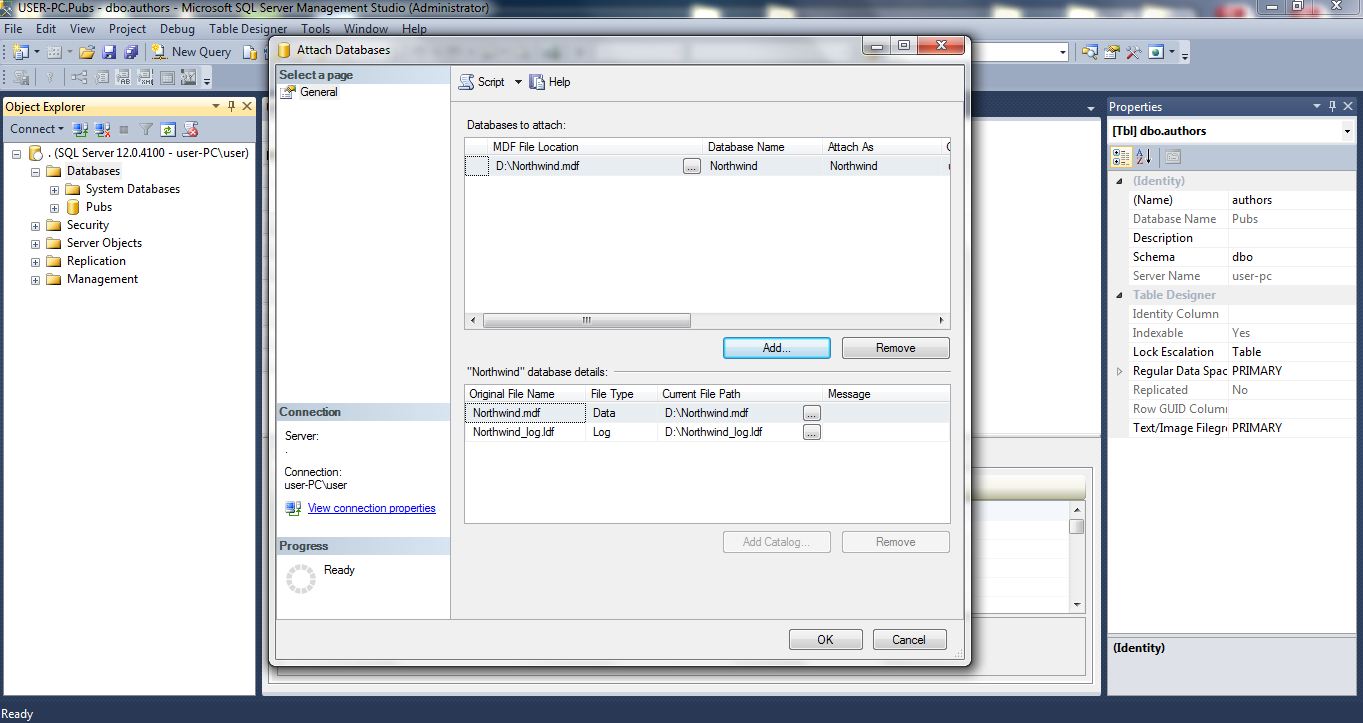 USER-PC.Pubs - dbo.authors - Microsoft SQL Server Management Studio (Administrator)
File Edit View Project Debug Table Designer Tools Window Help
New Query
Object Explorer
Connect
. (SQL Server 12.0.4100 - user-PC\user)
Databases
System Databases
Pubs
Security
Server Objects
Replication
Management
Attach Databases
Select a page
General
Script Help
Databases to attach:
MDF File Location Database Name Attach As
D:\Northwind.mdf ... Northwind Northwind
Add... Remove
"Northwind" database details:
Original File Name File Type Current File Path Message
Northwind.mdf Data D:\Northwind.mdf ...
Northwind_log.ldf Log D:\Northwind_log.ldf ...
Add Catalog... Remove
Connection
Server:
.
Connection:
user-PC\user
View connection properties
Progress
Ready
OK Cancel
Properties
[Tbl] dbo.authors
(Identity)
(Name) authors
Database Name Pubs
Description
Schema dbo
Server Name user-pc
Table Designer
Identity Column
Indexable Yes
Lock Escalation Table
Regular Data Spac PRIMARY
Replicated No
Row GUID Colum
Text/Image Filegr PRIMARY
(Identity)
Ready